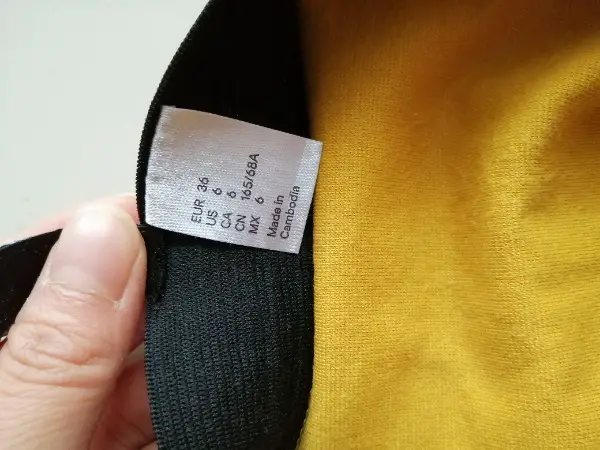 EUR 36
US 6
CA 6
CN 165/68A
MX 6
Made in
Cambodia